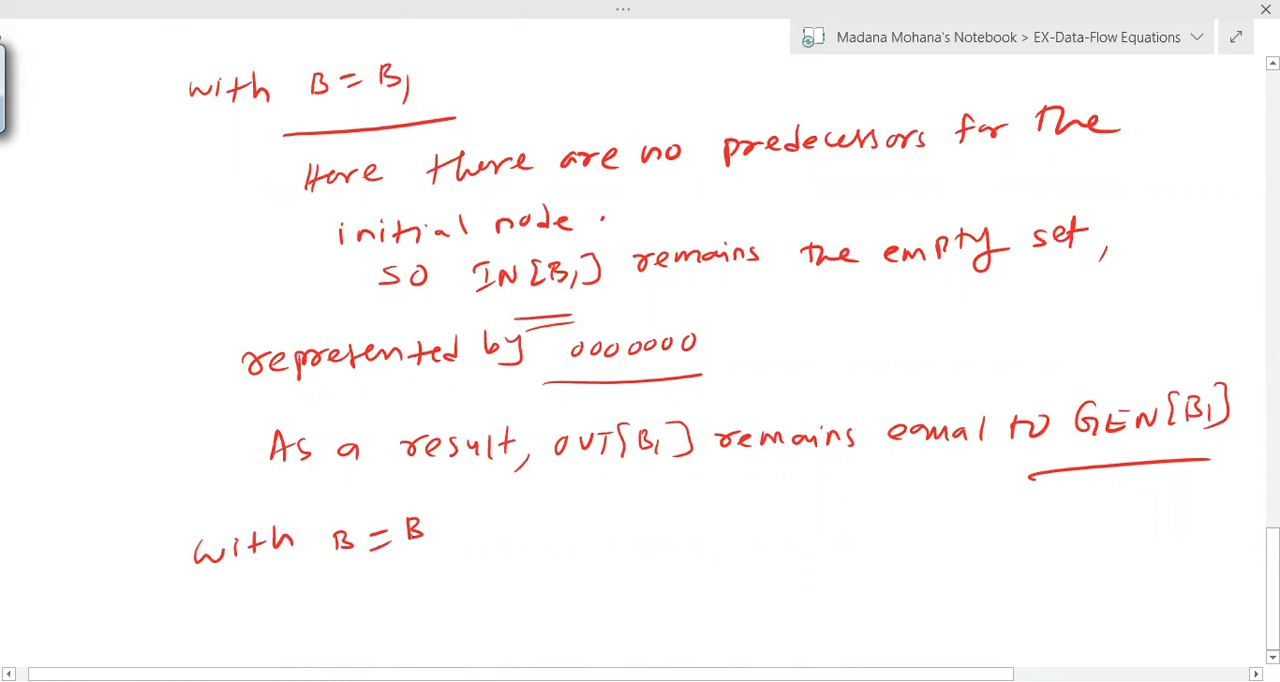 Madana Mohana's Notebook > EX-Data-Flow Equations
with B = B1
Here there are no predecessors for the
initial node.
so IN[B1] remains the empty set,
represented by 0000000
As a result, OUT[B1] remains equal to GEN[B1]
with B = B